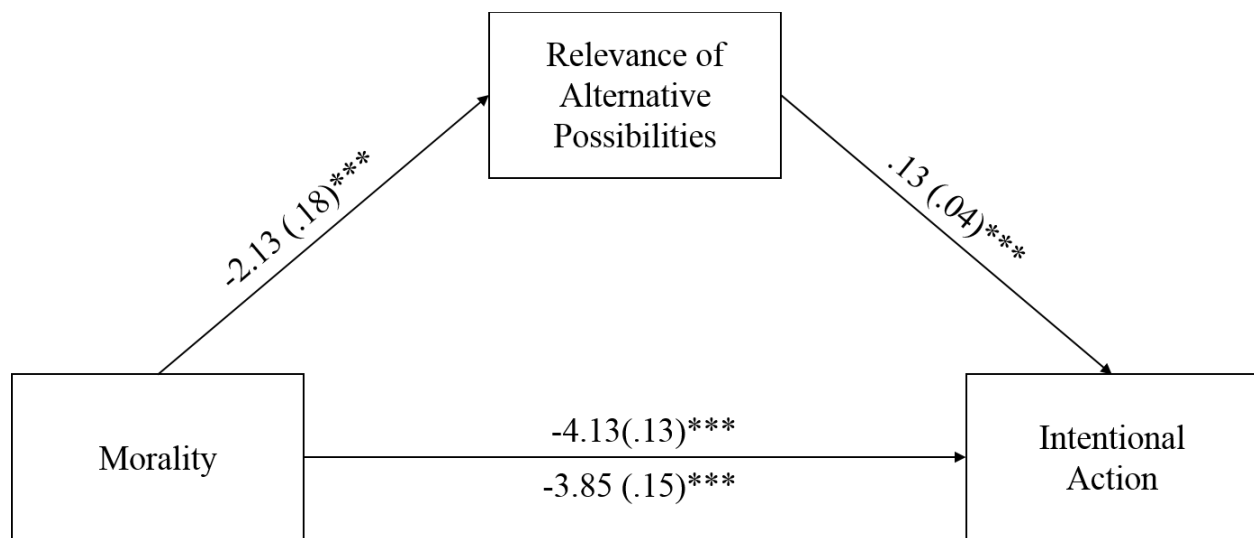 Relevance of
Alternative
Possibilities
-2.13 (.18)***
.13 (.04)***
Morality
-4.13(.13)***
-3.85 (.15)***
Intentional
Action